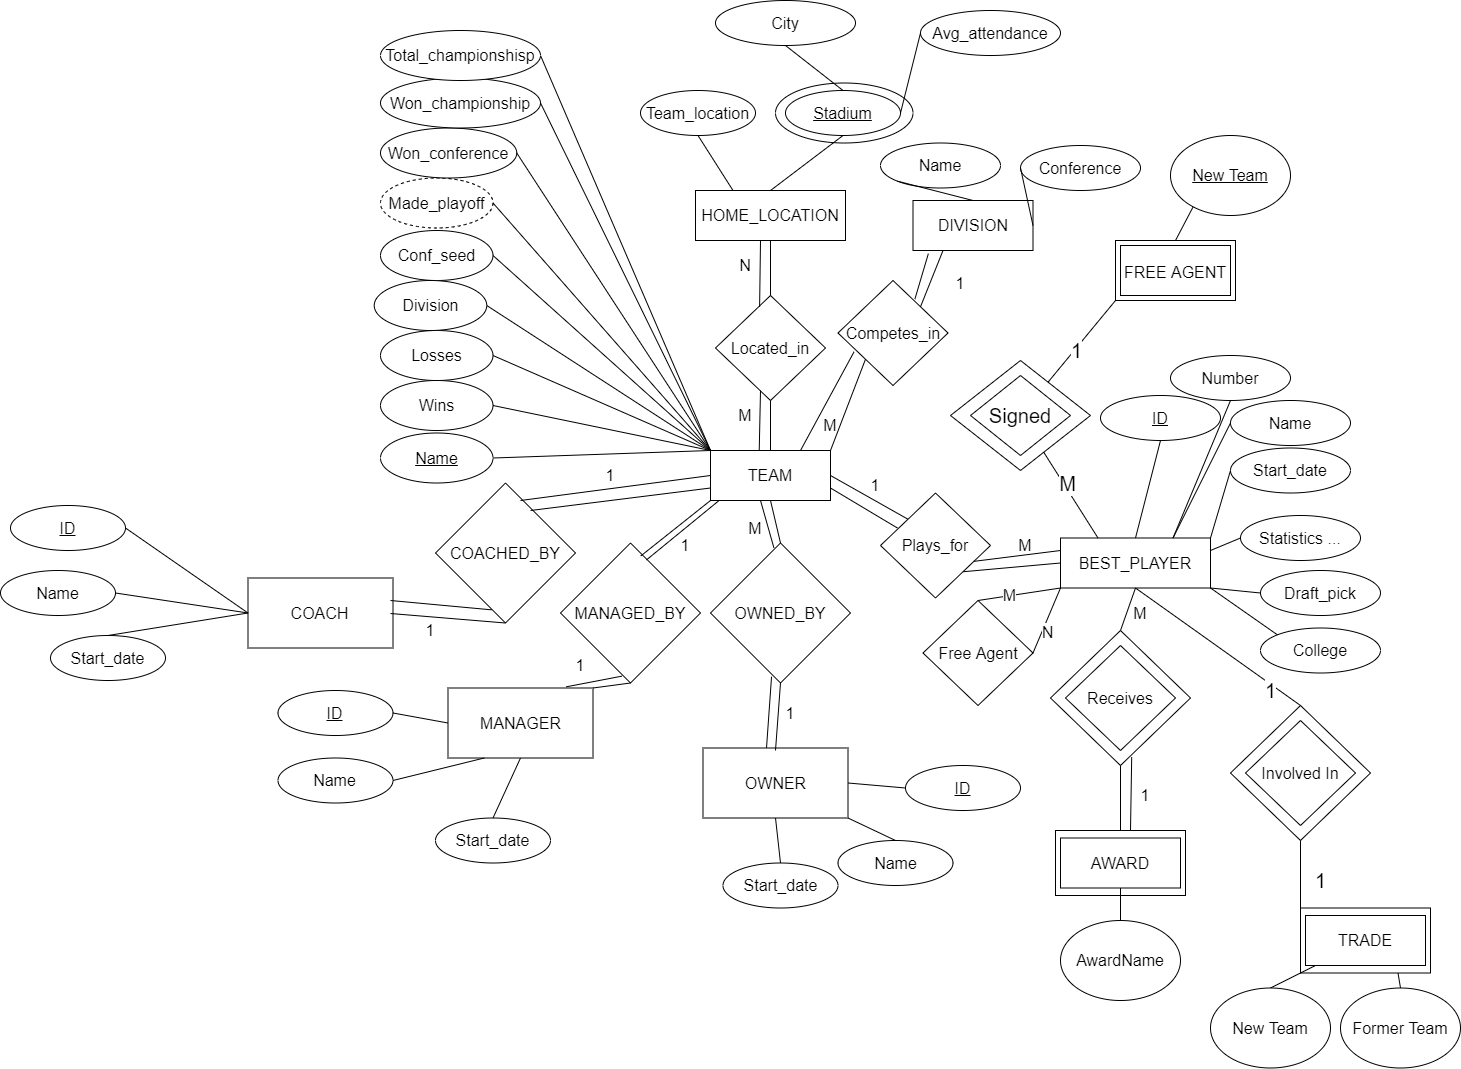 City
Avg_attendance
Total_championshisp
Won_championship
Team_location
Stadium
Won_conference
Name
Conference
New Team
Made_playoff
HOME_LOCATION
DIVISION
Conf_seed
N
FREE AGENT
1
Division
Competes_in
Located_in
1
Losses
Number
Wins
M
M
Signed
ID
Name
Name
TEAM
1
1
Start_date
M
ID
COACHED_BY
1
M
Plays_for
M
Statistics ...
BEST_PLAYER
Name
COACH
MANAGED_BY
OWNED_BY
M
Draft_pick
M
1
N
Start_date
Free Agent
College
1
ID
MANAGER
1
Receives
1
Name
OWNER
ID
Involved In
1
Start_date
Name
AWARD
1
Start_date
TRADE
AwardName
New Team
Former Team